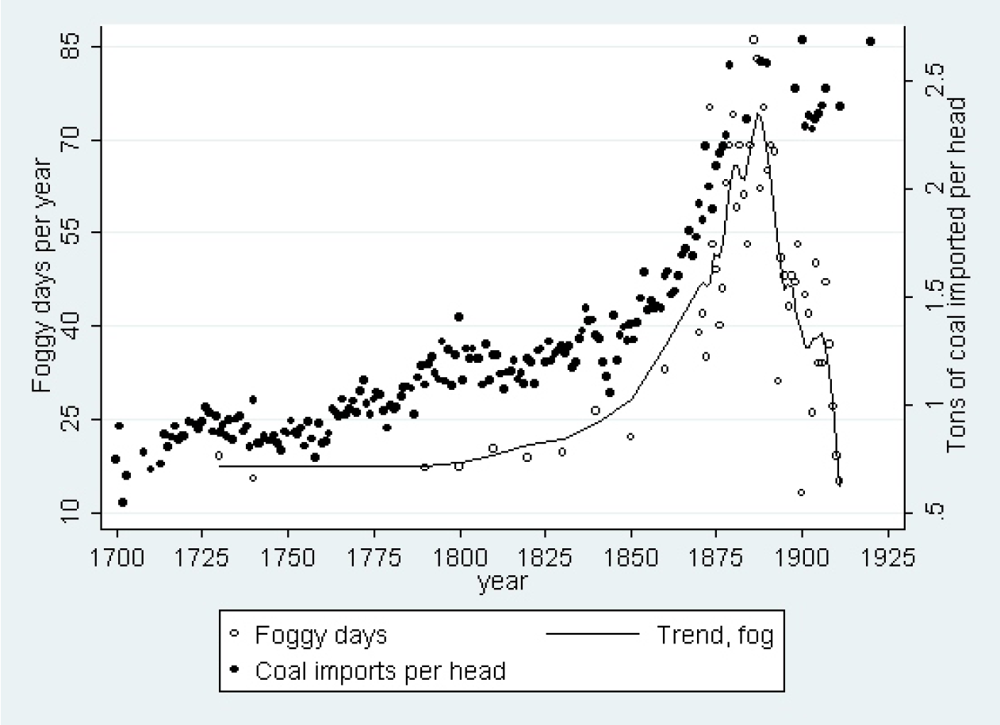 Foggy days per year
85
70
55
40
25
10
Tons of coal imported per head
2.5
2
1.5
1
.5
1700 1725 1750 1775 1800 1825 1850 1875 1900 1925
year
Foggy days Trend, fog
Coal imports per head